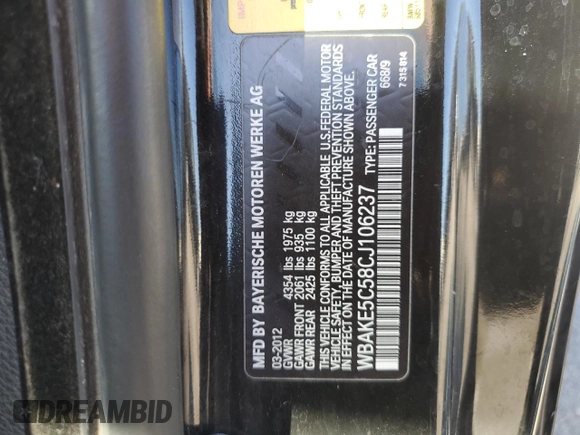 MFD BY BAYERISCHE MOTOREN WERKE AG
03-2012
GVWR 4354 lbs 1975 kg
GAWR FRONT 2061 lbs 935 kg
GAWR REAR 2425 lbs 1100 kg
THIS VEHICLE CONFORMS TO ALL APPLICABLE U.S.FEDERAL MOTOR
VEHICLE SAFETY, BUMPER AND THEFT PREVENTION STANDARDS
IN EFFECT ON THE DATE OF MANUFACTURE SHOWN ABOVE.
WBAKE5C58CJ106237 TYPE: PASSENGER CAR
668/9
7 315 814
DREAMBID